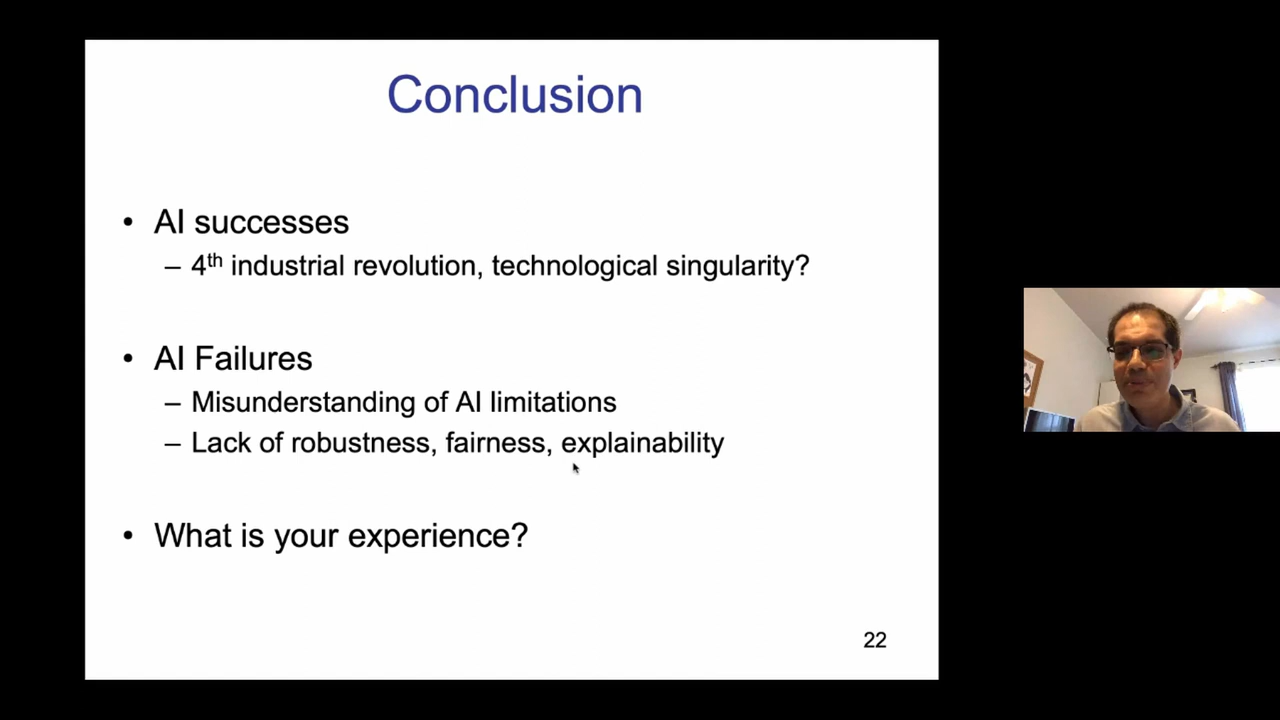 Conclusion
• AI successes
– 4th industrial revolution, technological singularity?
• AI Failures
– Misunderstanding of AI limitations
– Lack of robustness, fairness, explainability
• What is your experience?
22